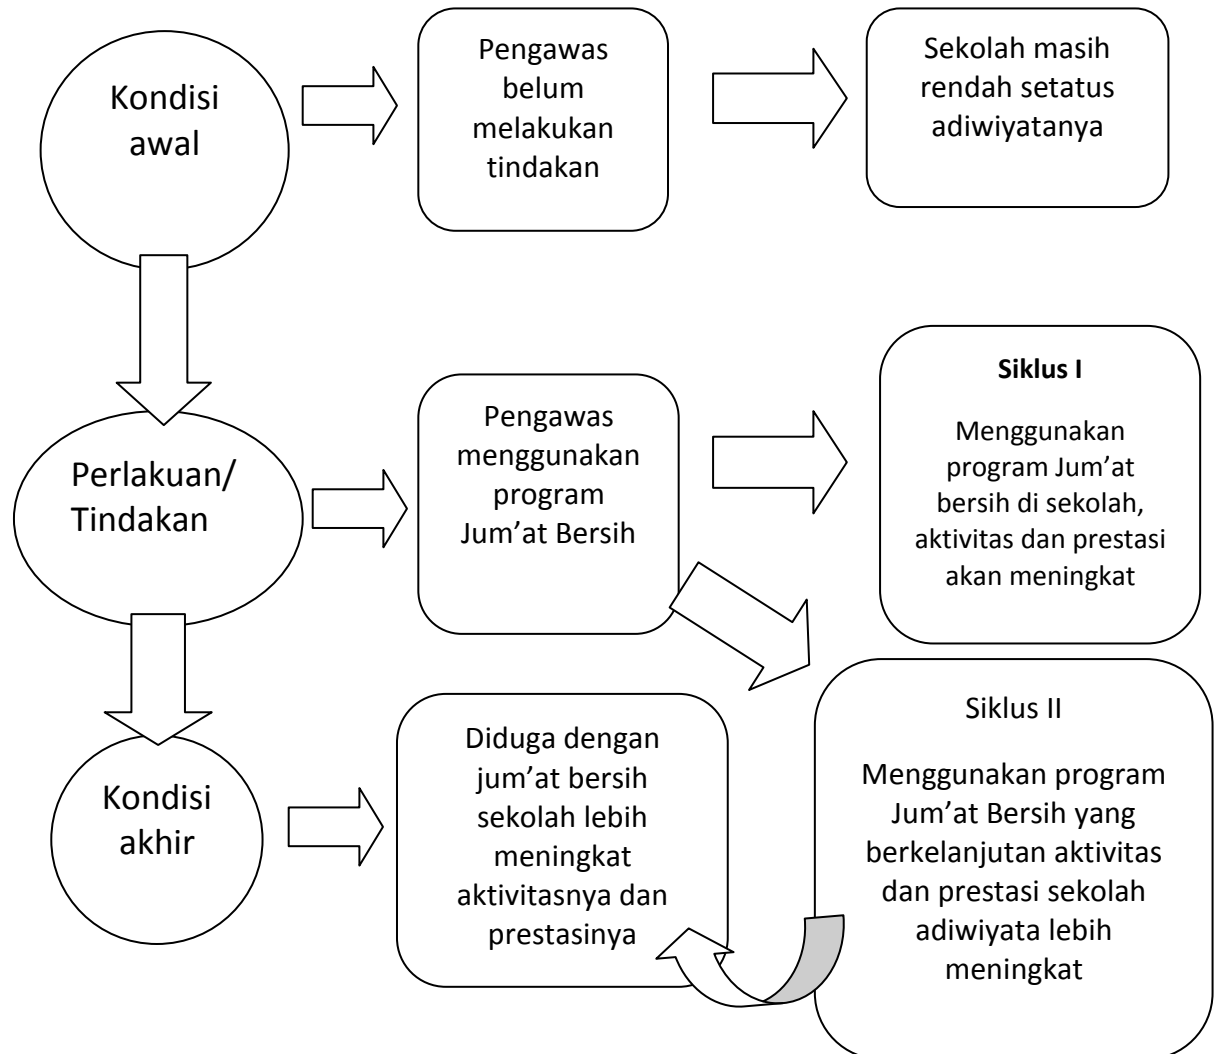 Kondisi
awal
Pengawas
belum
melakukan
tindakan
Sekolah masih
rendah setatus
adiwiyatanya
Perlakuan/
Tindakan
Pengawas
menggunakan
program
Jum’at Bersih
Siklus I
Menggunakan
program Jum’at
bersih di sekolah,
aktivitas dan prestasi
akan meningkat
Siklus II
Menggunakan program
Jum’at Bersih yang
berkelanjutan aktivitas
dan prestasi sekolah
adiwiyata lebih
meningkat
Kondisi
akhir
Diduga dengan
jum’at bersih
sekolah lebih
meningkat
aktivitasnya dan
prestasinya